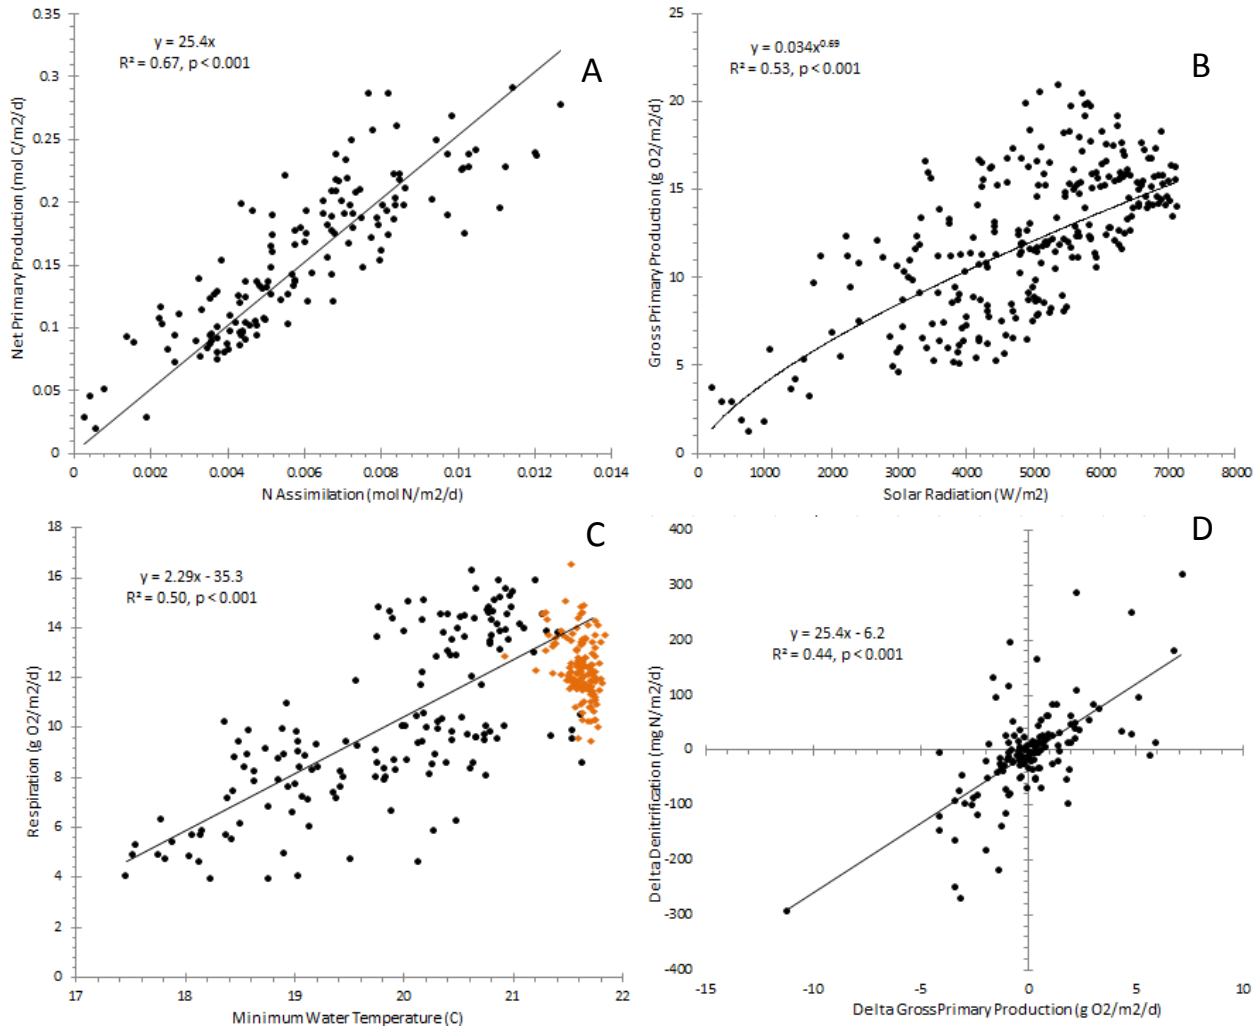 A
y = 25.4x
R² = 0.67, p < 0.001
Net Primary Production (mol C/m2/d)
0.35
0.3
0.25
0.2
0.15
0.1
0.05
0
0 0.002 0.004 0.006 0.008 0.01 0.012 0.014
N Assimilation (mol N/m2/d)
B
y = 0.034x^0.69
R² = 0.53, p < 0.001
Gross Primary Production (g O2/m2/d)
25
20
15
10
5
0
0 1000 2000 3000 4000 5000 6000 7000 8000
Solar Radiation (W/m2)
C
y = 2.29x - 35.3
R² = 0.50, p < 0.001
Respiration (g O2/m2/d)
18
16
14
12
10
8
6
4
2
0
17 18 19 20 21 22
Minimum Water Temperature (C)
D
y = 25.4x - 6.2
R² = 0.44, p < 0.001
Delta Denitrification (mg N/m2/d)
400
300
200
100
0
-100
-200
-300
-400
-15 -10 -5 0 5 10
Delta Gross Primary Production (g O2/m2/d)